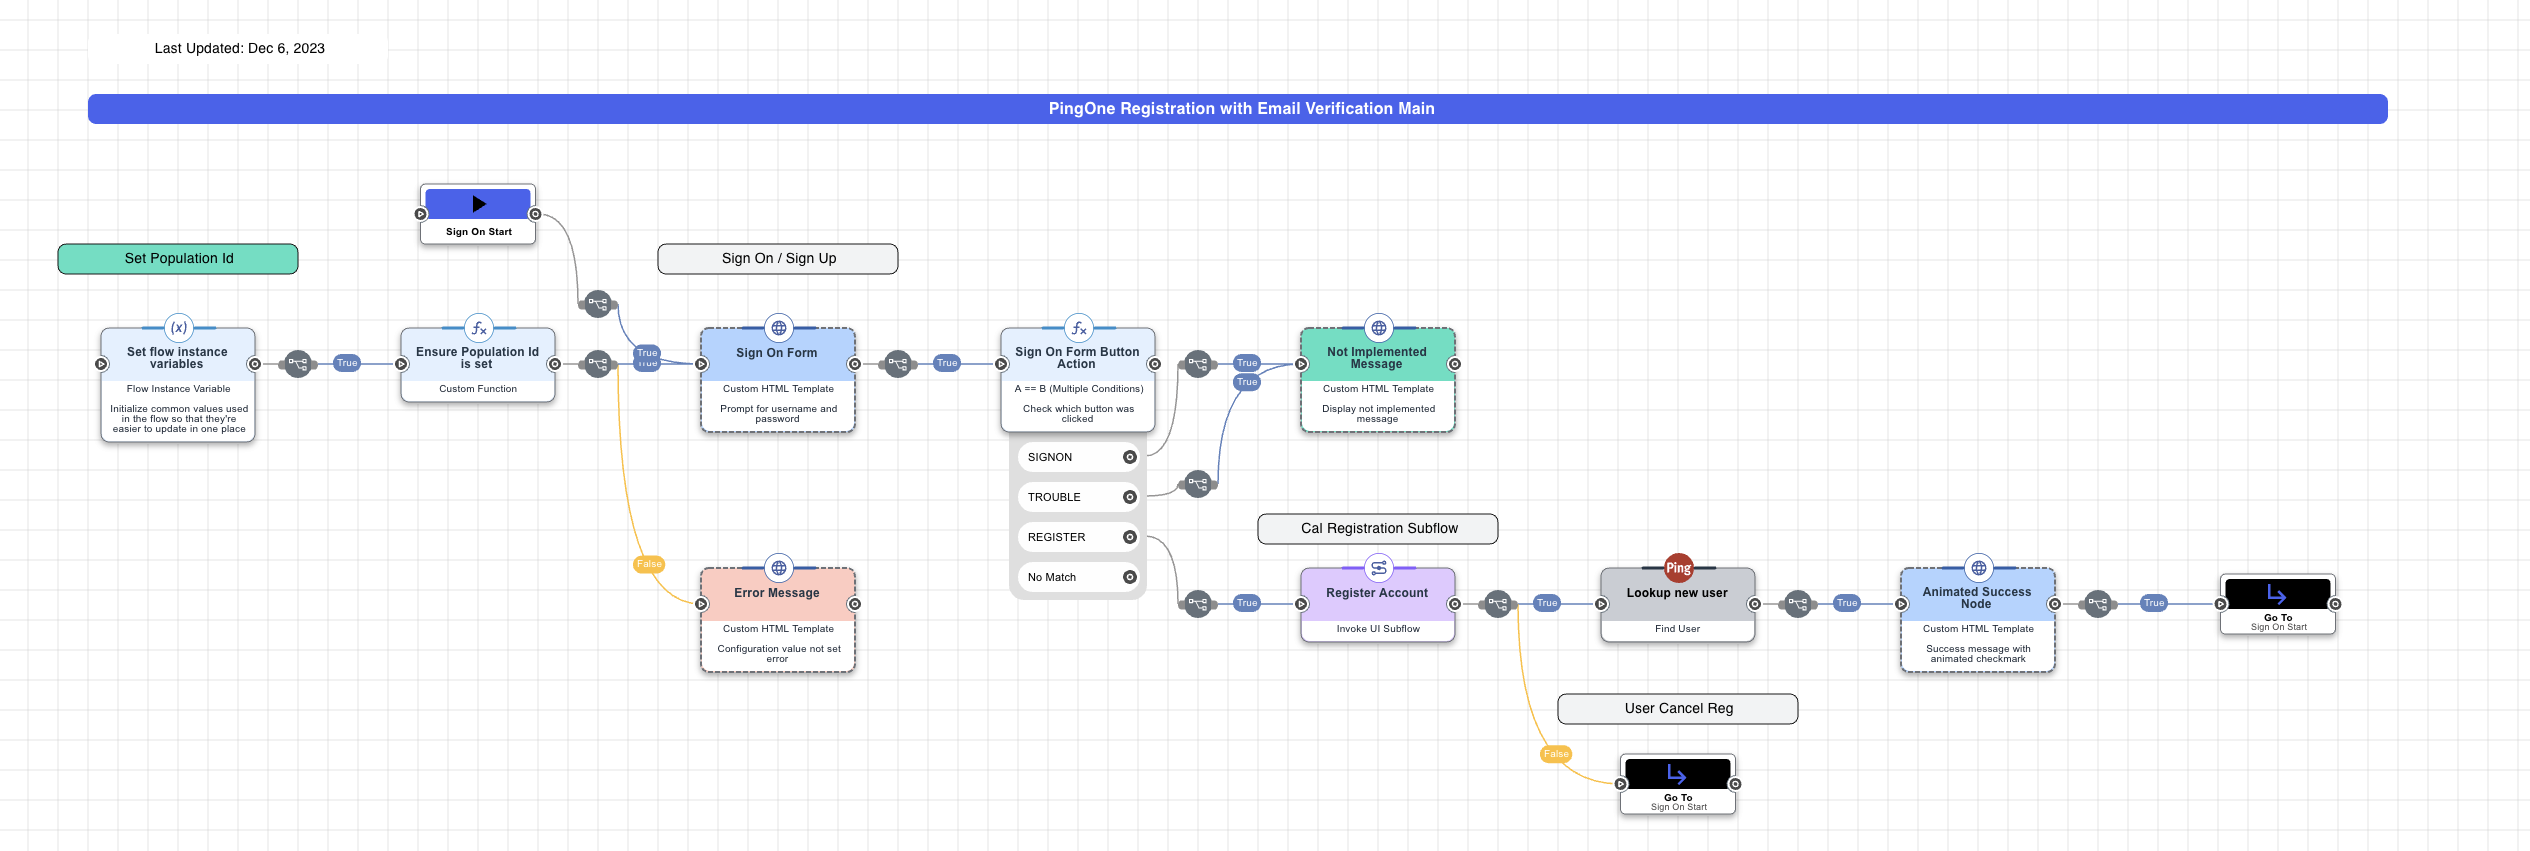 Last Updated: Dec 6, 2023
PingOne Registration with Email Verification Main
Sign On Start
Set Population Id
Sign On / Sign Up
Set flow instance
variables
Flow Instance Variable
Initialize common values used
in the flow so that they're
easier to update in one place
True
Ensure Population Id
is set
Custom Function
True
True
Sign On Form
Custom HTML Template
Prompt for username and
password
True
Sign On Form Button
Action
A == B (Multiple Conditions)
Check which button was
clicked
SIGNON
TROUBLE
REGISTER
No Match
True
True
Not Implemented
Message
Custom HTML Template
Display not implemented
message
False
Error Message
Custom HTML Template
Configuration value not set
error
Cal Registration Subflow
True
Register Account
Invoke UI Subflow
True
Ping
Lookup new user
Find User
True
Animated Success
Node
Custom HTML Template
Success message with
animated checkmark
True
Go To
Sign On Start
User Cancel Reg
False
Go To
Sign On Start